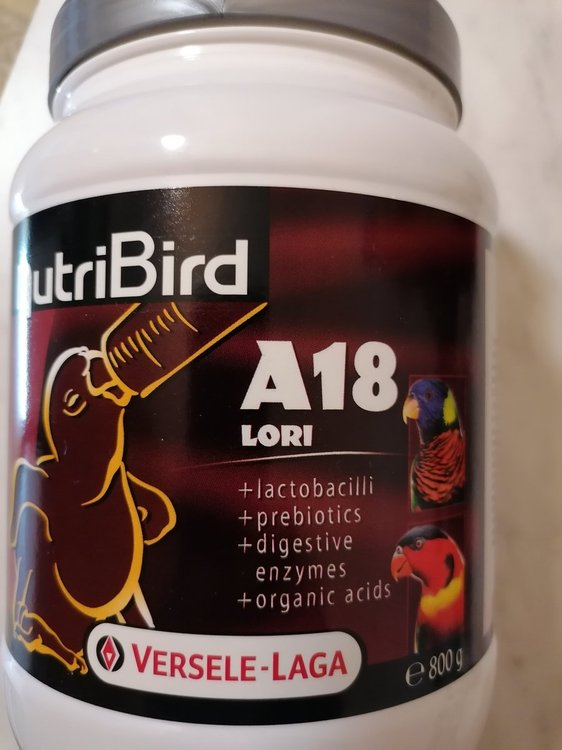 utriBird
A18
LORI
+lactobacilli
+prebiotics
+digestive
enzymes
+organic acids
VERSELE-LAGA
℮ 800 g